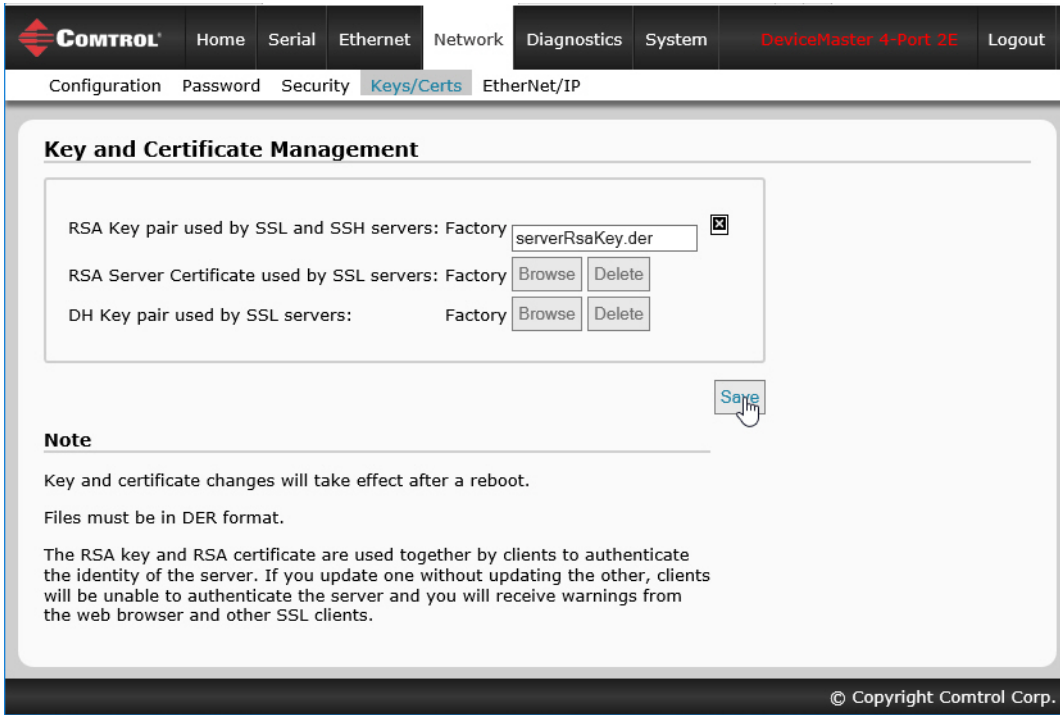 COMTROL Home Serial Ethernet Network Diagnostics System DeviceMaster 4-Port 2E Logout
Configuration Password Security Keys/Certs EtherNet/IP
Key and Certificate Management
RSA Key pair used by SSL and SSH servers: Factory serverRsaKey.der
RSA Server Certificate used by SSL servers: Factory Browse Delete
DH Key pair used by SSL servers: Factory Browse Delete
Save
Note
Key and certificate changes will take effect after a reboot.
Files must be in DER format.
The RSA key and RSA certificate are used together by clients to authenticate
the identity of the server. If you update one without updating the other, clients
will be unable to authenticate the server and you will receive warnings from
the web browser and other SSL clients.
© Copyright Comtrol Corp.